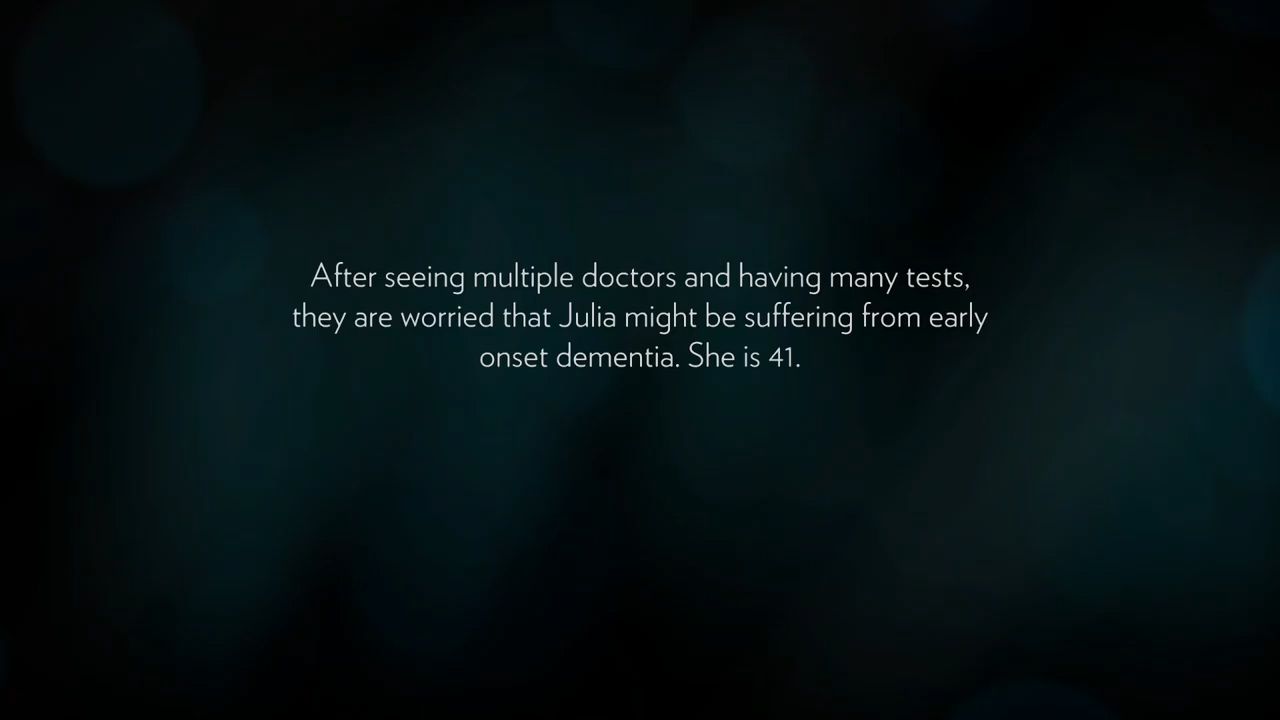 After seeing multiple doctors and having many tests,
they are worried that Julia might be suffering from early
onset dementia. She is 41.